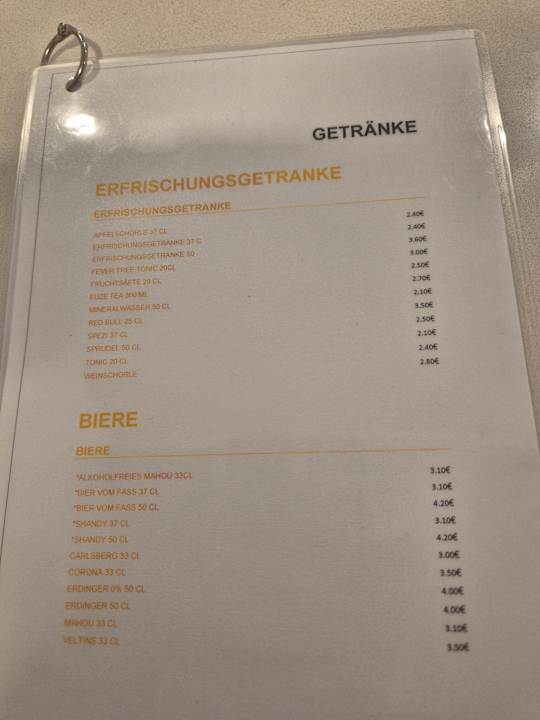 GETRÄNKE
ERFRISCHUNGSGETRANKE
ERFRISCHUNGSGETRANKE
APFELSCHORLE 33 CL 2.40€
ERFRISCHUNGSGETRANKE 37 C 2.40€
ERFRISCHUNGSGETRANKE 50 3.60€
FEVER TREE TONIC 20CL 3.00€
FRUCHTSÄFTE 20 CL 2.50€
FUZE TEA 300 ML 2.70€
MINERALWASSER 50 CL 2.10€
RED BULL 25 CL 3.50€
SPEZI 37 CL 2.50€
SPRUDEL 50 CL 2.10€
TONIC 20 CL 2.40€
WEINSCHORLE 2.80€
BIERE
BIERE
*ALKOHOLFREIES MAHOU 33CL 3.10€
*BIER VOM FASS 37 CL 3.10€
*BIER VOM FASS 50 CL 4.20€
*SHANDY 37 CL 3.10€
*SHANDY 50 CL 4.20€
CARLSBERG 33 CL 3.00€
CORONA 33 CL 3.50€
ERDINGER 0% 50 CL 4.00€
ERDINGER 50 CL 4.00€
MAHOU 33 CL 3.10€
VELTINS 33 CL 3.50€